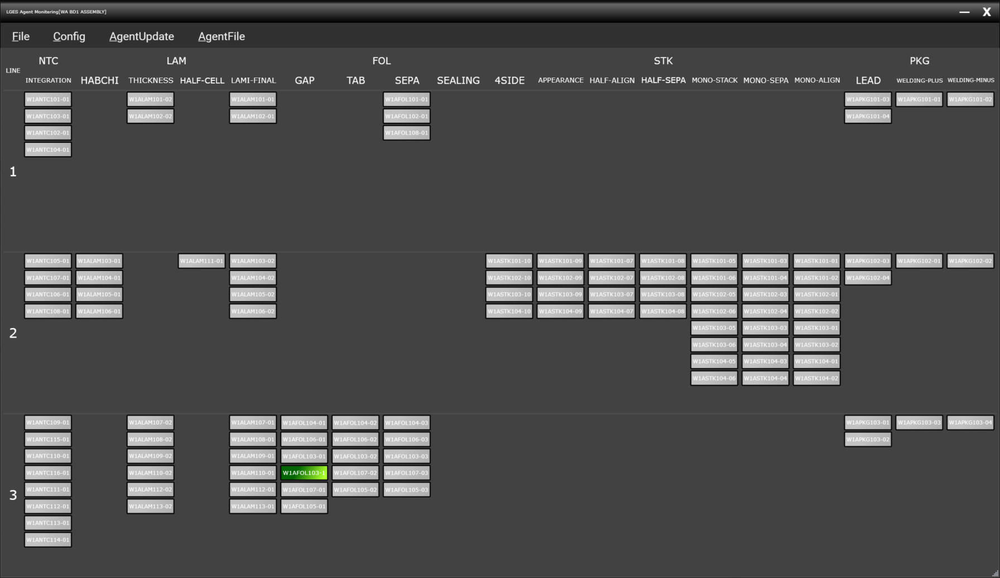 LGES Agent Monitoring[WA BD1 ASSEMBLY]
File Config AgentUpdate AgentFile
NTC LAM FOL STK PKG
LINE
INTEGRATION HABCHI THICKNESS HALF-CELL LAMI-FINAL GAP TAB SEPA SEALING 4SIDE APPEARANCE HALF-ALIGN HALF-SEPA MONO-STACK MONO-SEPA MONO-ALIGN LEAD WELDING-PLUS WELDING-MINUS
W1ANTC101-01 W1ALAM101-02 W1ALAM101-01 W1AFOL101-01 W1APKG101-03 W1APKG101-01 W1APKG101-02
W1ANTC103-01 W1ALAM102-02 W1ALAM102-01 W1AFOL102-01 W1APKG101-04
W1ANTC102-01 W1AFOL108-01
W1ANTC104-01
1
W1ANTC105-01 W1ALAM103-01 W1ALAM111-01 W1ALAM103-02 W1ASTK101-10 W1ASTK101-09 W1ASTK101-07 W1ASTK101-08 W1ASTK101-05 W1ASTK101-03 W1ASTK101-01 W1APKG102-03 W1APKG102-01 W1APKG102-02
W1ANTC107-01 W1ALAM104-01 W1ALAM104-02 W1ASTK102-10 W1ASTK102-09 W1ASTK102-07 W1ASTK102-08 W1ASTK101-06 W1ASTK101-04 W1ASTK101-02 W1APKG102-04
W1ANTC106-01 W1ALAM105-01 W1ALAM105-02 W1ASTK103-10 W1ASTK103-09 W1ASTK103-07 W1ASTK103-08 W1ASTK102-05 W1ASTK102-03 W1ASTK102-01
W1ANTC108-01 W1ALAM106-01 W1ALAM106-02 W1ASTK104-10 W1ASTK104-09 W1ASTK104-07 W1ASTK104-08 W1ASTK102-06 W1ASTK102-04 W1ASTK102-02
W1ASTK103-05 W1ASTK103-03 W1ASTK103-01
2
W1ASTK103-06 W1ASTK103-04 W1ASTK103-02
W1ASTK104-05 W1ASTK104-03 W1ASTK104-01
W1ASTK104-06 W1ASTK104-04 W1ASTK104-02
W1ANTC109-01 W1ALAM107-02 W1ALAM107-01 W1AFOL104-01 W1AFOL104-02 W1AFOL104-03 W1APKG103-01 W1APKG103-03 W1APKG103-04
W1ANTC115-01 W1ALAM108-02 W1ALAM108-01 W1AFOL106-01 W1AFOL106-02 W1AFOL106-03 W1APKG103-02
W1ANTC110-01 W1ALAM109-02 W1ALAM109-01 W1AFOL103-01 W1AFOL103-02 W1AFOL103-03
W1ANTC116-01 W1ALAM110-02 W1ALAM110-01 W1AFOL103-1 W1AFOL107-02 W1AFOL107-03
W1ANTC111-01 W1ALAM112-02 W1ALAM112-01 W1AFOL107-01 W1AFOL105-02 W1AFOL105-03
3
W1ANTC112-01 W1ALAM113-02 W1ALAM113-01 W1AFOL105-01
W1ANTC113-01
W1ANTC114-01